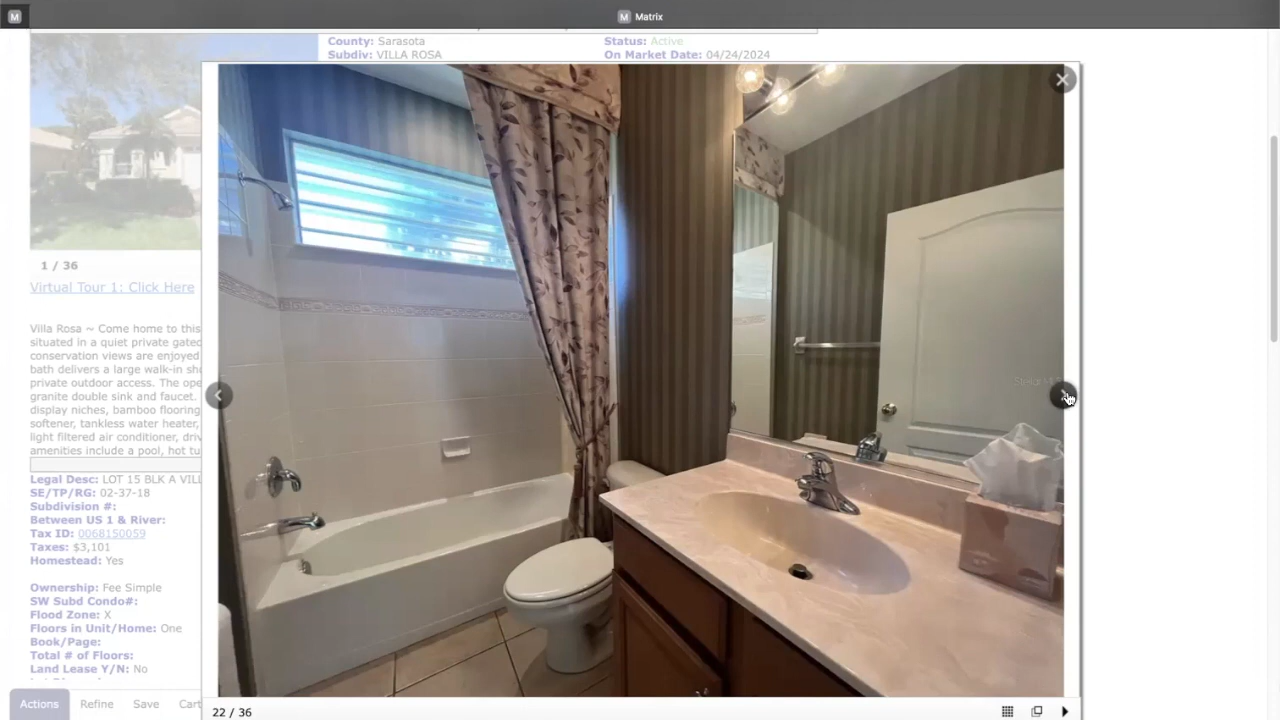 M
M Matrix
County: Sarasota
Status: Active
Subdiv: VILLA ROSA
On Market Date: 04/24/2024
1 / 36
Virtual Tour 1: Click Here
Villa Rosa ~ Come home to this
situated in a quiet private gated
conservation views are enjoyed
bath delivers a large walk-in sho
private outdoor access. The ope
granite double sink and faucet.
display niches, bamboo flooring
softener, tankless water heater,
light filtered air conditioner, driv
amenities include a pool, hot tu
Legal Desc: LOT 15 BLK A VILL
SE/TP/RG: 02-37-18
Subdivision #:
Between US 1 & River:
Tax ID: 0068150059
Taxes: $3,101
Homestead: Yes
Ownership: Fee Simple
SW Subd Condo#:
Flood Zone: X
Floors in Unit/Home: One
Book/Page:
Total # of Floors:
Land Lease Y/N: No
Actions
Refine
Save
Cart
22 / 36